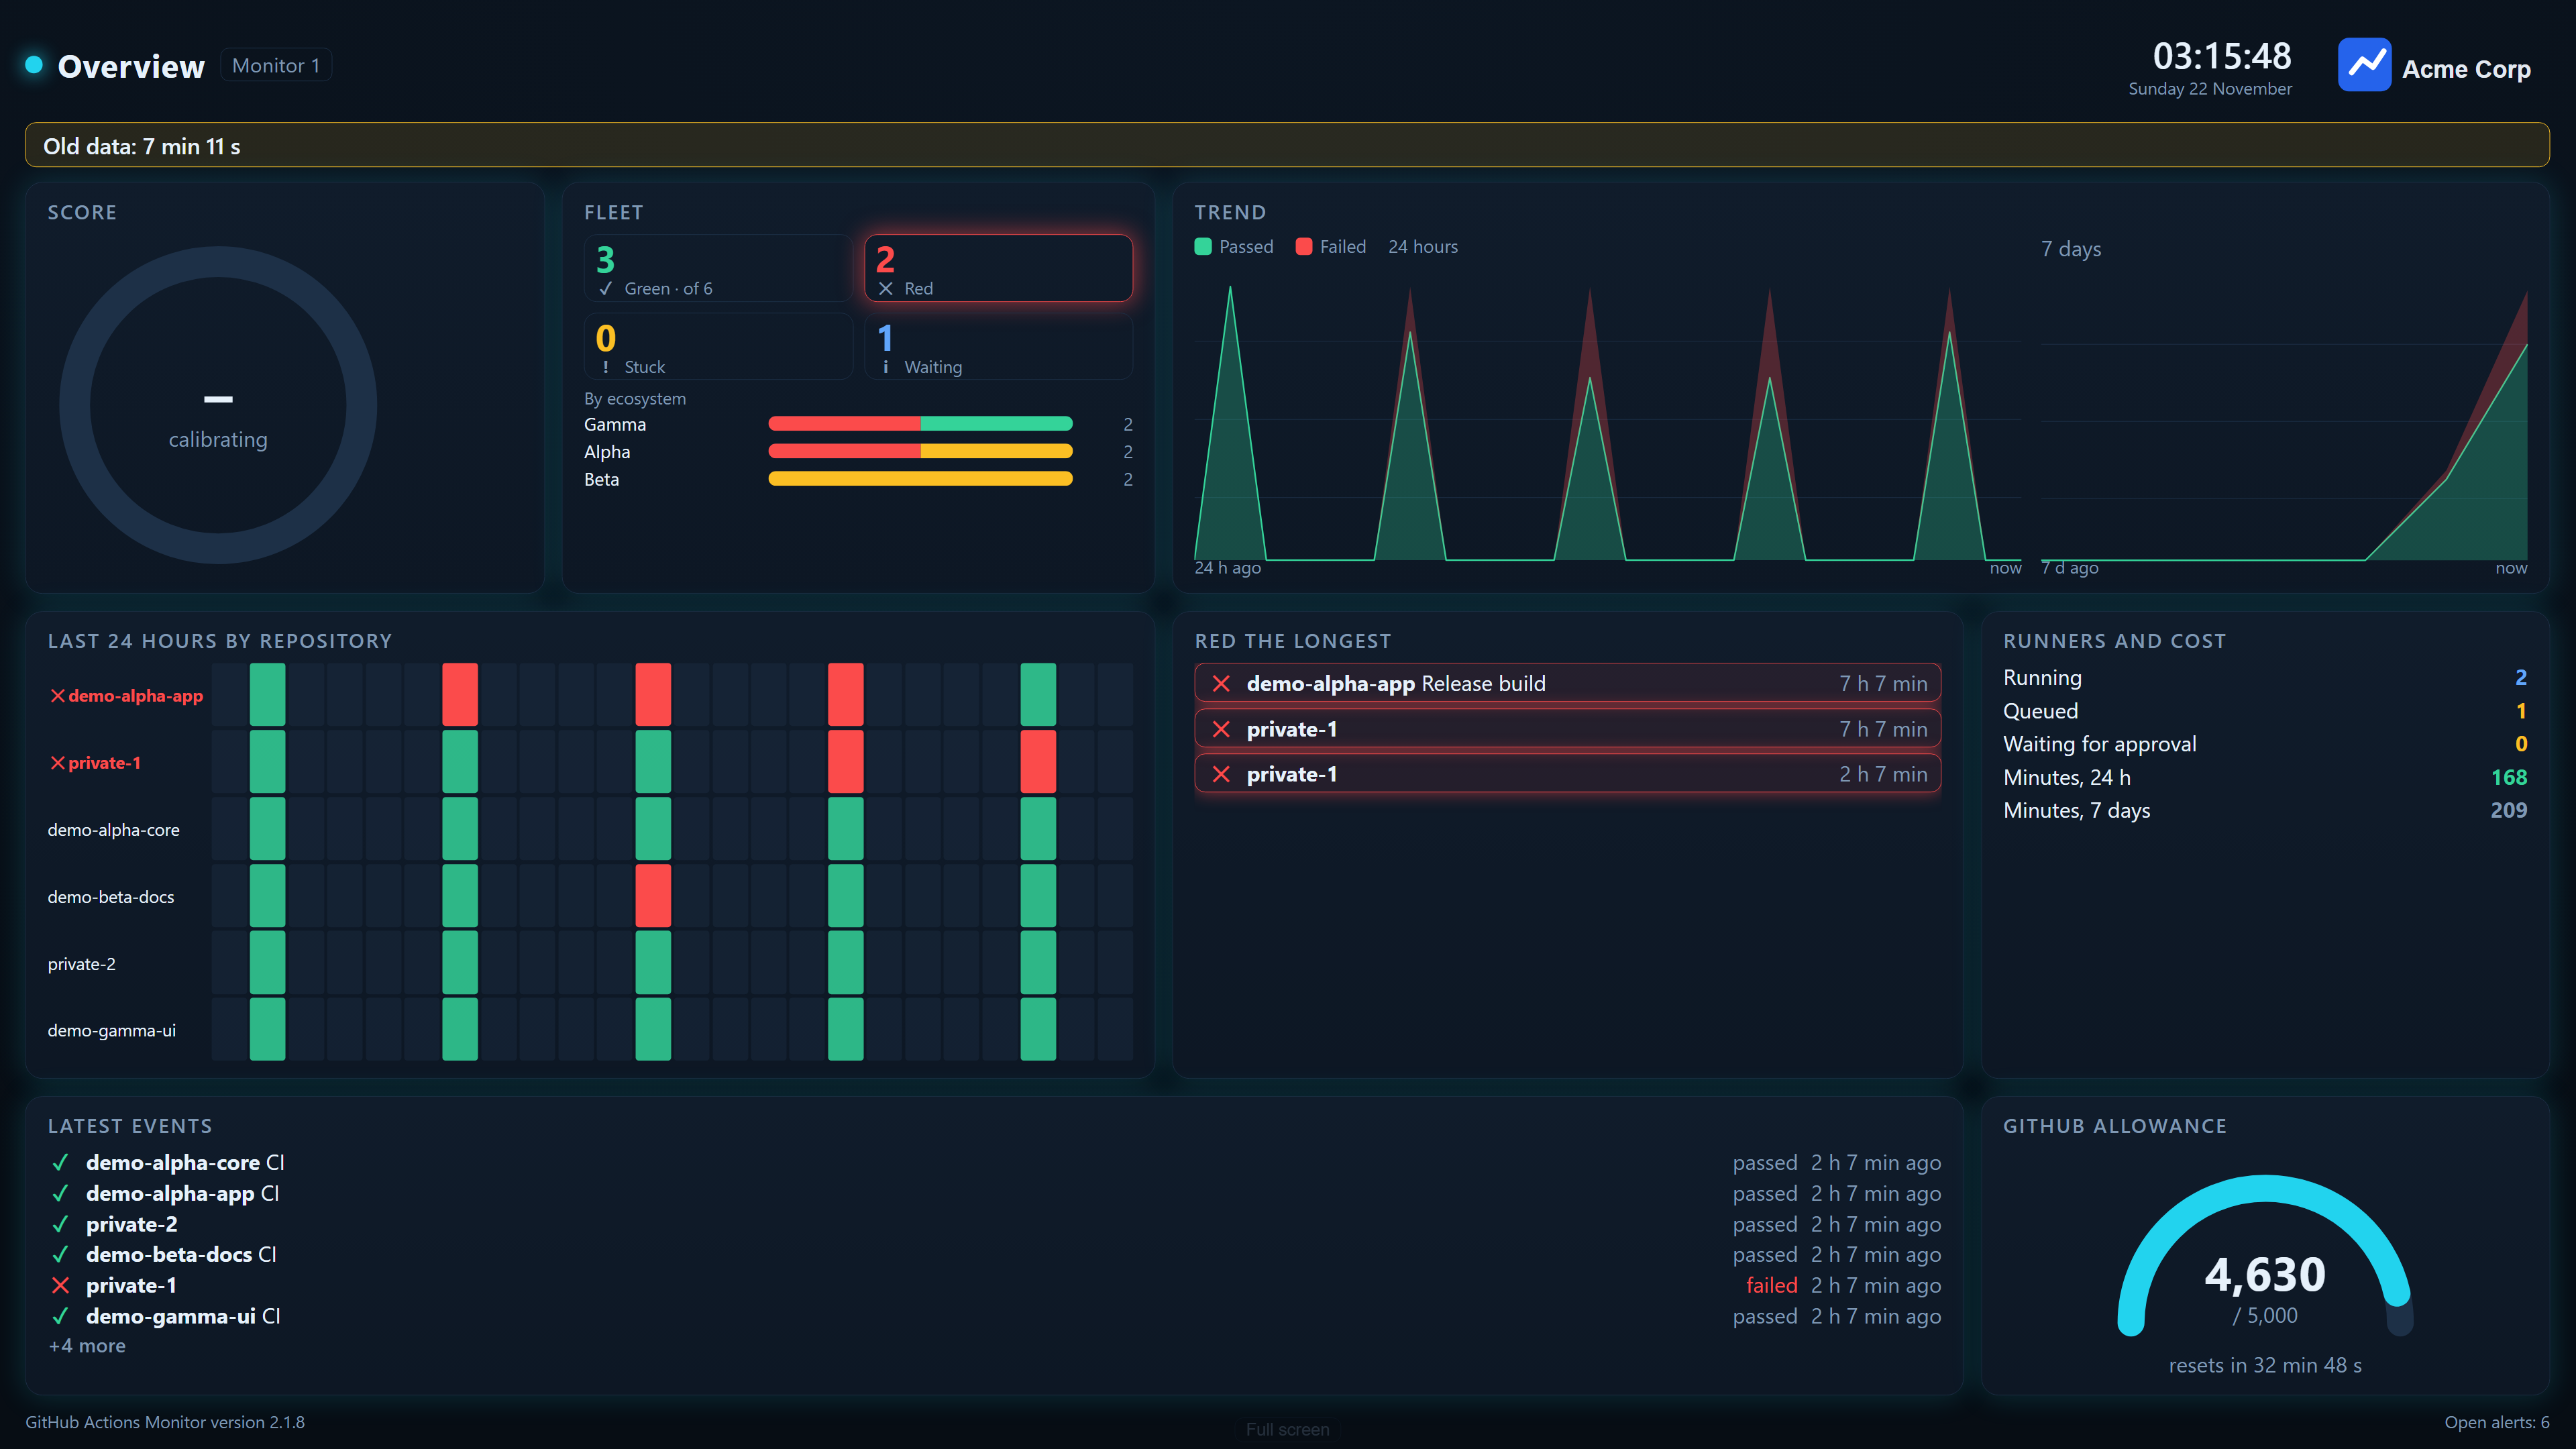 Overview
Monitor 1
03:15:48
Sunday 22 November
Acme Corp
Old data: 7 min 11 s
SCORE
–
calibrating
FLEET
3
✓ Green · of 6
2
✕ Red
0
! Stuck
1
i Waiting
By ecosystem
Gamma 2
Alpha 2
Beta 2
TREND
Passed Failed 24 hours
7 days
24 h ago now
7 d ago now
LAST 24 HOURS BY REPOSITORY
✕ demo-alpha-app
✕ private-1
demo-alpha-core
demo-beta-docs
private-2
demo-gamma-ui
RED THE LONGEST
✕ demo-alpha-app Release build 7 h 7 min
✕ private-1 7 h 7 min
✕ private-1 2 h 7 min
RUNNERS AND COST
Running 2
Queued 1
Waiting for approval 0
Minutes, 24 h 168
Minutes, 7 days 209
LATEST EVENTS
✓ demo-alpha-core CI passed 2 h 7 min ago
✓ demo-alpha-app CI passed 2 h 7 min ago
✓ private-2 passed 2 h 7 min ago
✓ demo-beta-docs CI passed 2 h 7 min ago
✕ private-1 failed 2 h 7 min ago
✓ demo-gamma-ui CI passed 2 h 7 min ago
+4 more
GITHUB ALLOWANCE
4,630
/ 5,000
resets in 32 min 48 s
GitHub Actions Monitor version 2.1.8
Full screen
Open alerts: 6